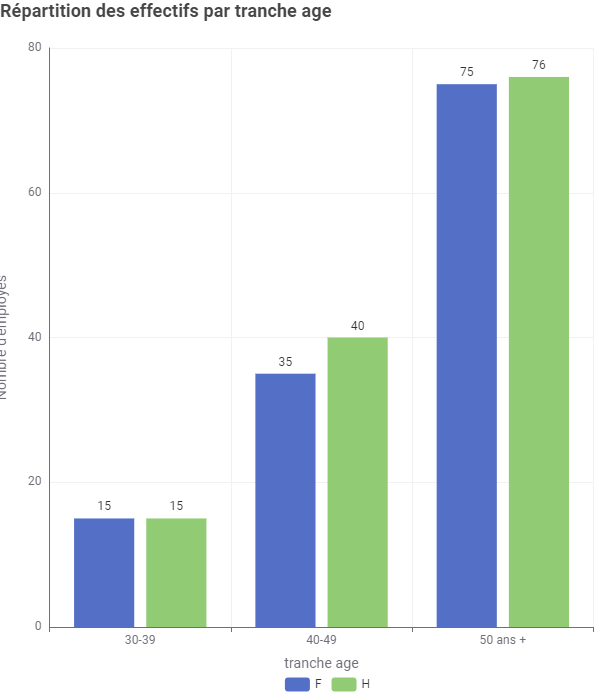 Répartition des effectifs par tranche age
80
60
40
20
0
Nombre d'employés
15
15
35
40
75
76
30-39
40-49
50 ans +
tranche age
F
H